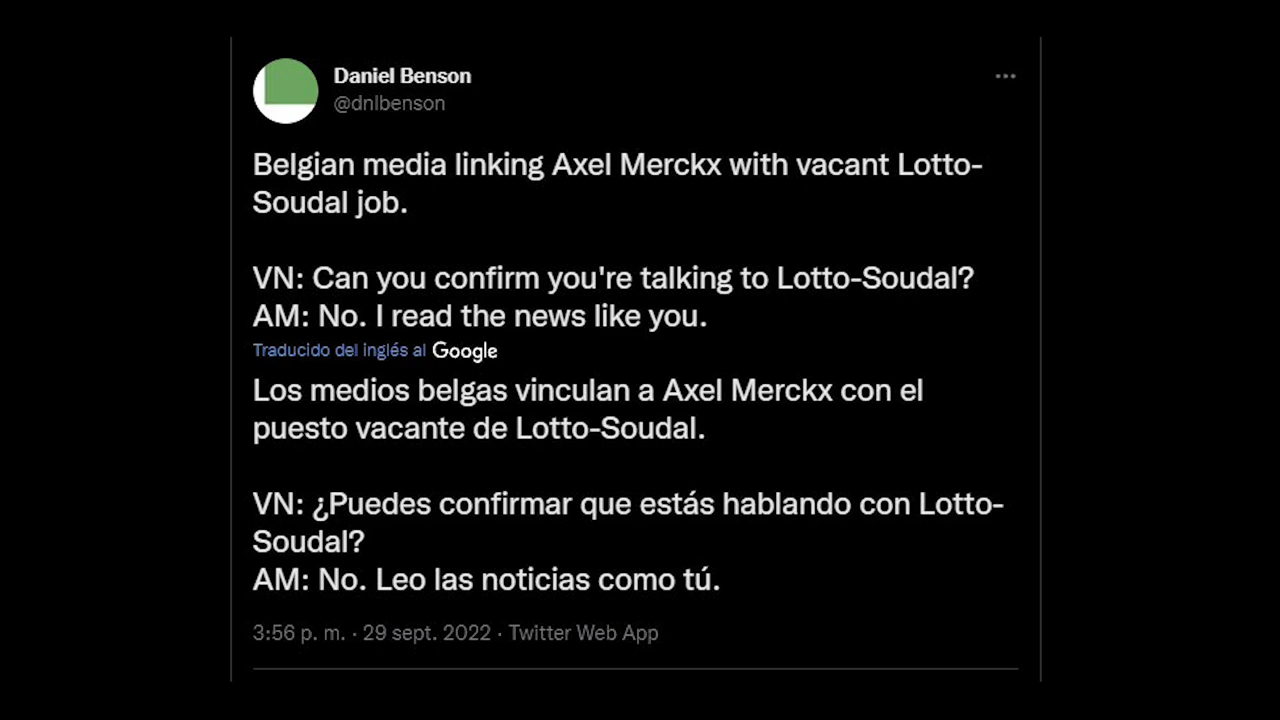 Daniel Benson
@dnlbenson
Belgian media linking Axel Merckx with vacant Lotto-
Soudal job.
VN: Can you confirm you're talking to Lotto-Soudal?
AM: No. I read the news like you.
Traducido del inglés al Google
Los medios belgas vinculan a Axel Merckx con el
puesto vacante de Lotto-Soudal.
VN: ¿Puedes confirmar que estás hablando con Lotto-
Soudal?
AM: No. Leo las noticias como tú.
3:56 p. m. · 29 sept. 2022 · Twitter Web App